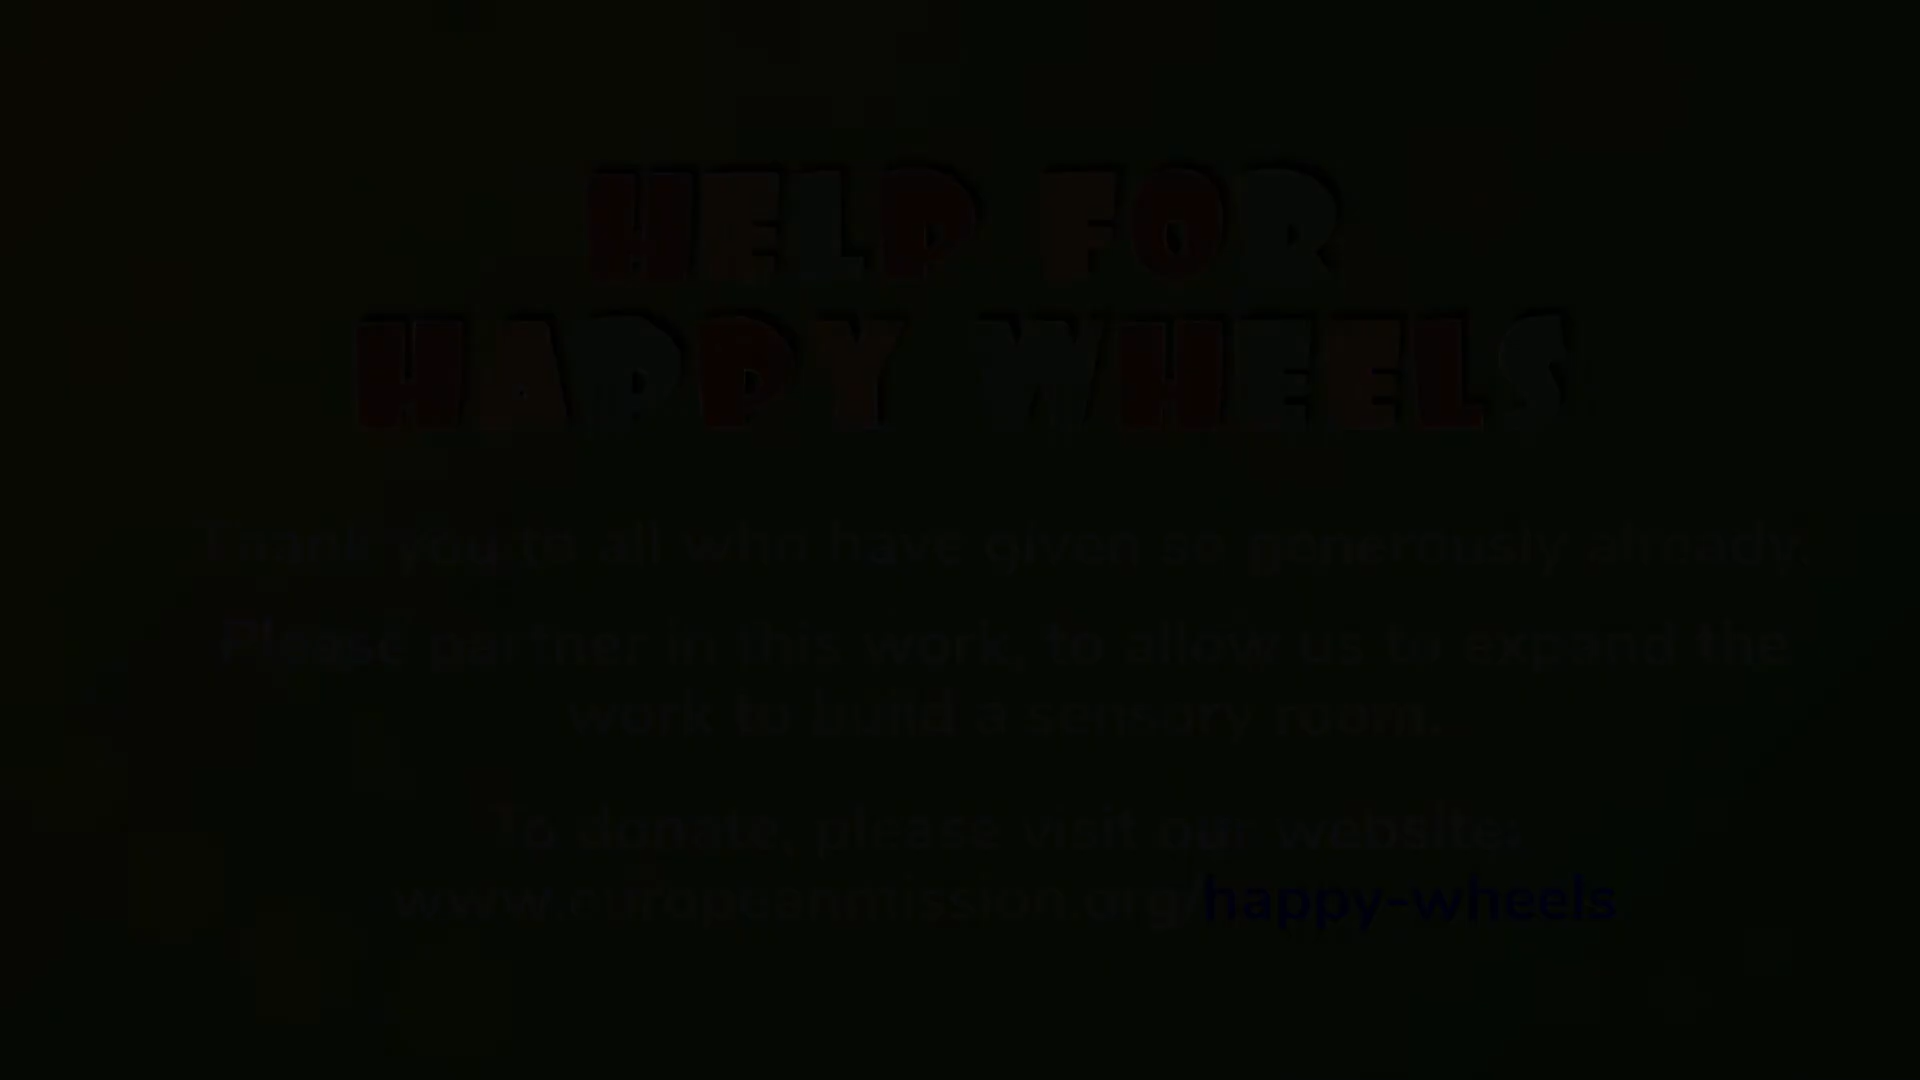 HELP FOR
HAPPY WHEELS
Thank you to all who have given so generously already.
Please partner in this work, to allow us to expand the
work to build a sensory room.
To donate, please visit our website:
www.europeanmission.org/happy-wheels